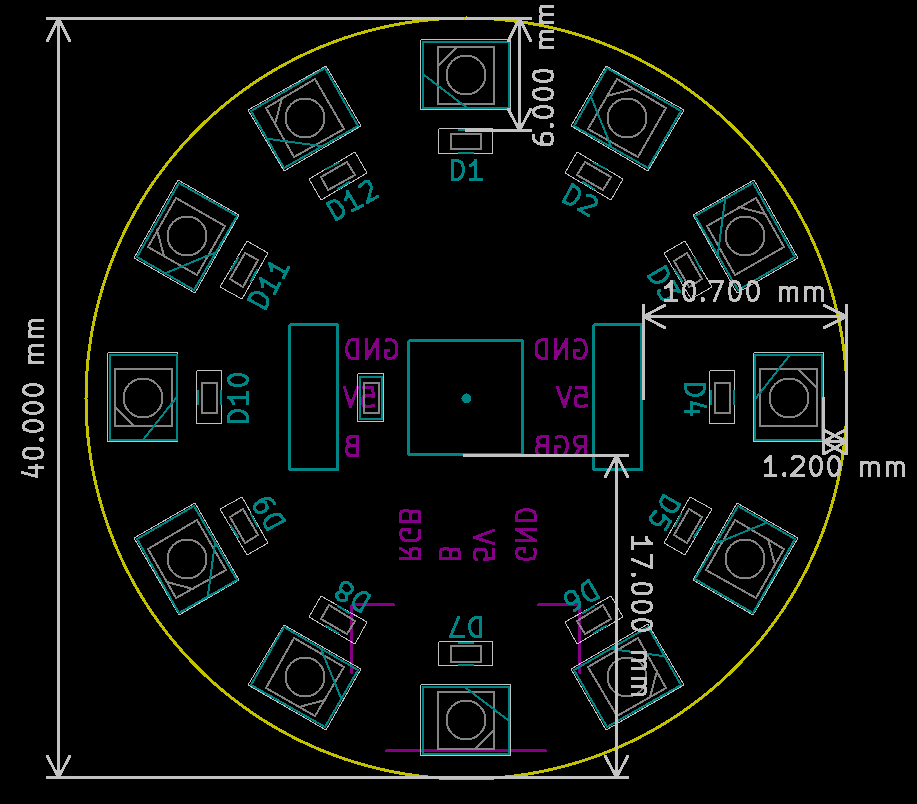 6.000 mm
D1
D12
D2
D11
D3
10.700 mm
GND
GND
40.000 mm
D10
5V
5V
D4
B
RGB
1.200 mm
D9
RGB
B
5V
GND
D5
17.000 mm
D8
D6
D7